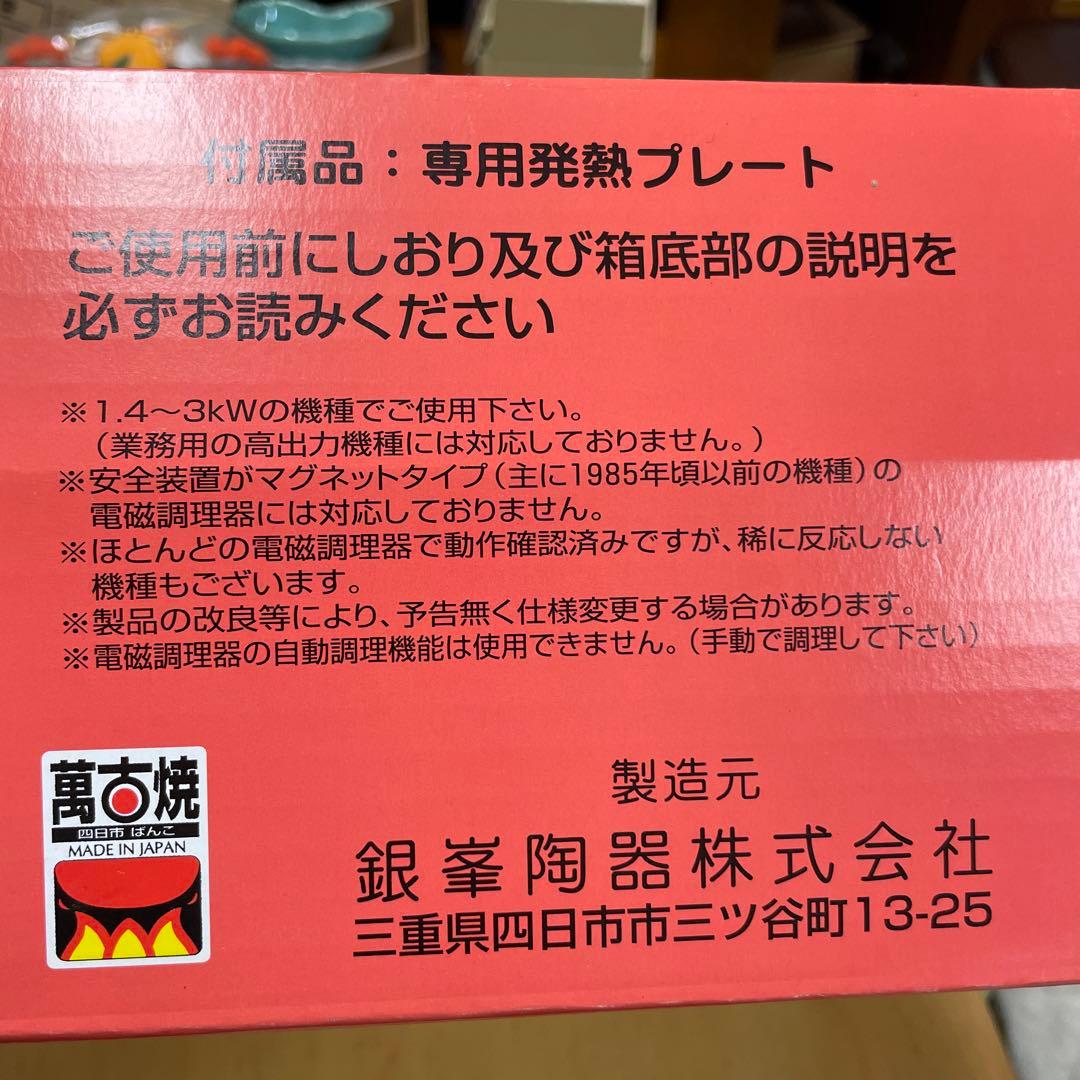 付属品：専用発熱プレート
ご使用前にしおり及び箱底部の説明を
必ずお読みください
※1.4～3kWの機種でご使用下さい。
（業務用の高出力機種には対応しておりません。）
※安全装置がマグネットタイプ（主に1985年頃以前の機種）の
電磁調理器には対応しておりません。
※ほとんどの電磁調理器で動作確認済みですが、稀に反応しない
機種もございます。
※製品の改良等により、予告無く仕様変更する場合があります。
※電磁調理器の自動調理機能は使用できません。（手動で調理して下さい）
萬古焼
四日市 ばんこ
MADE IN JAPAN
製造元
銀峯陶器株式会社
三重県四日市市三ツ谷町13-25